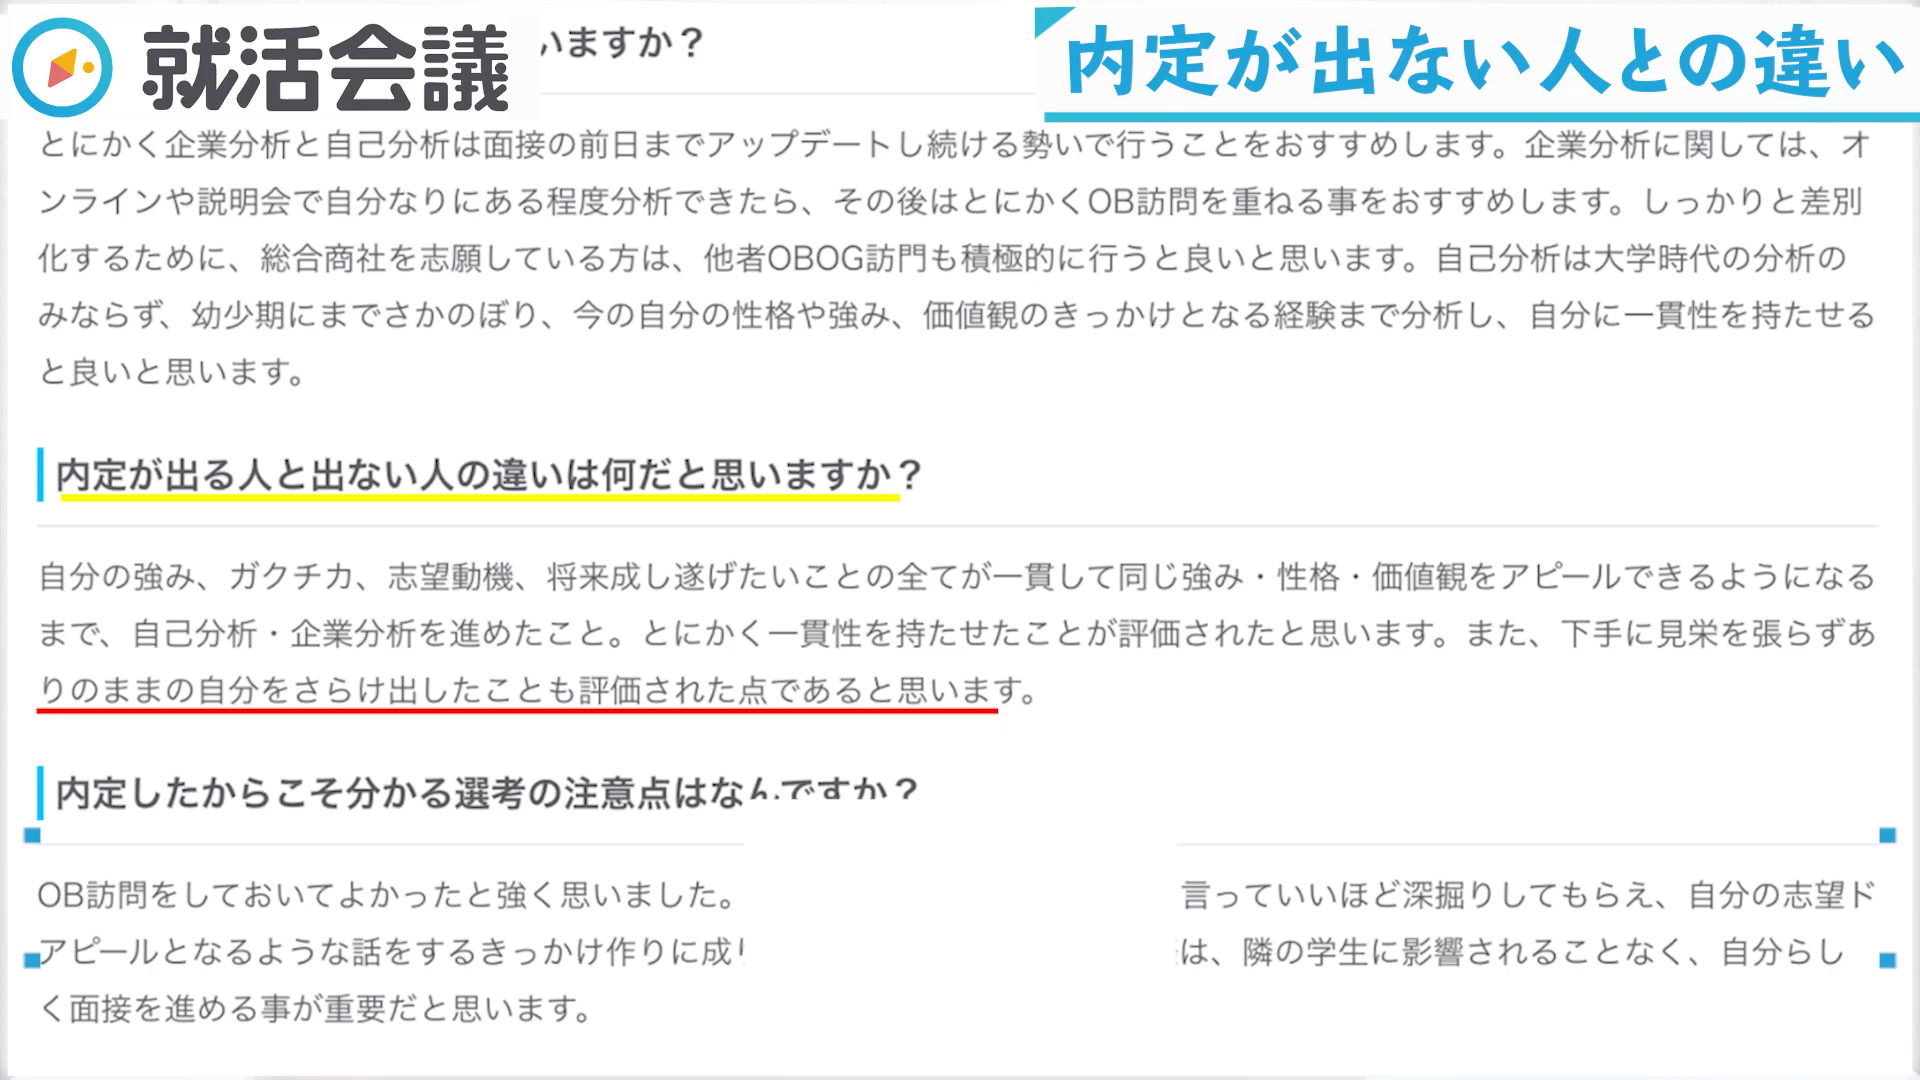 就活会議
いますか？
内定が出ない人との違い
とにかく企業分析と自己分析は面接の前日までアップデートし続ける勢いで行うことをおすすめします。企業分析に関しては、オ
ンラインや説明会で自分なりにある程度分析できたら、その後はとにかくOB訪問を重ねる事をおすすめします。しっかりと差別
化するために、総合商社を志願している方は、他者OBOG訪門も積極的に行うと良いと思います。自己分析は大学時代の分析の
みならず、幼少期にまでさかのぼり、今の自分の性格や強み、価値観のきっかけとなる経験まで分析し、自分に一貫性を持たせる
と良いと思います。
内定が出る人と出ない人の違いは何だと思いますか？
自分の強み、ガクチカ、志望動機、将来成し遂げたいことの全てが一貫して同じ強み・性格・価値観をアピールできるようになる
まで、自己分析・企業分析を進めたこと。とにかく一貫性を持たせたことが評価されたと思います。また、下手に見栄を張らずあ
りのままの自分をさらけ出したことも評価された点であると思います。
内定したからこそ分かる選考の注意点はなんですか？
OB訪問をしておいてよかったと強く思いました。 言っていいほど深掘りしてもらえ、自分の志望ド
アピールとなるような話をするきっかけ作りに成り は、隣の学生に影響されることなく、自分らし
く面接を進める事が重要だと思います。